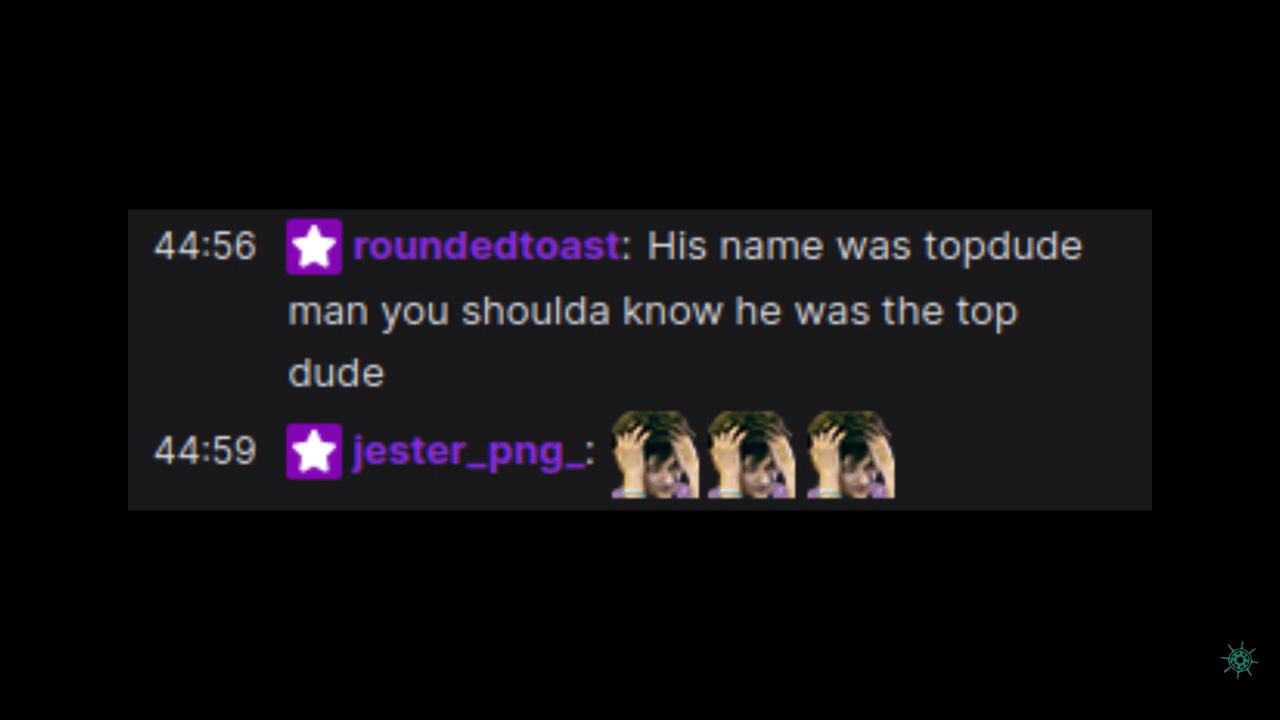 44:56 roundedtoast: His name was topdude
man you shoulda know he was the top
dude
44:59 jester_png_: